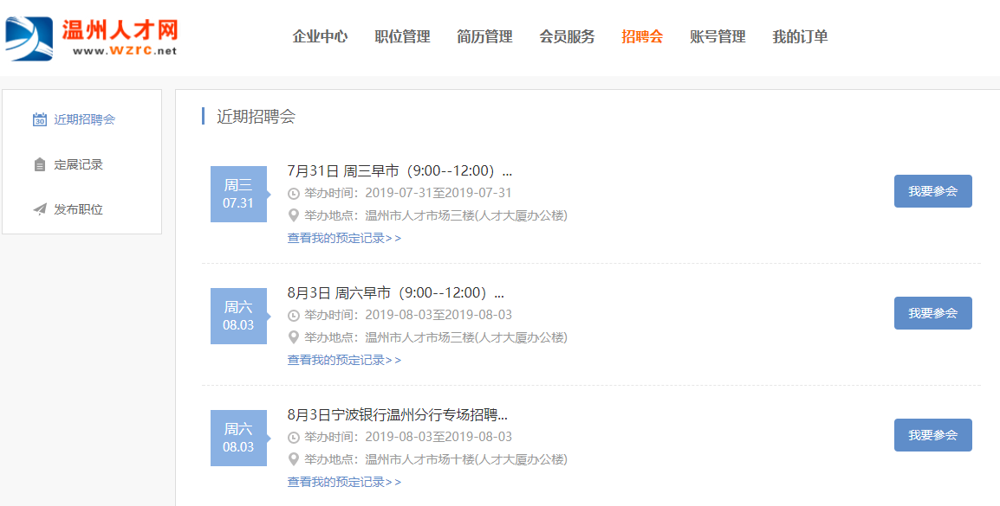 温州人才网
www.wzrc.net
企业中心 职位管理 简历管理 会员服务 招聘会 账号管理 我的订单
30 近期招聘会
定展记录
发布职位
近期招聘会
周三
07.31
7月31日 周三早市（9:00--12:00）...
举办时间：2019-07-31至2019-07-31
举办地点：温州市人才市场三楼(人才大厦办公楼)
查看我的预定记录>>
我要参会
周六
08.03
8月3日 周六早市（9:00--12:00）...
举办时间：2019-08-03至2019-08-03
举办地点：温州市人才市场三楼(人才大厦办公楼)
查看我的预定记录>>
我要参会
周六
08.03
8月3日宁波银行温州分行专场招聘...
举办时间：2019-08-03至2019-08-03
举办地点：温州市人才市场十楼(人才大厦办公楼)
查看我的预定记录>>
我要参会